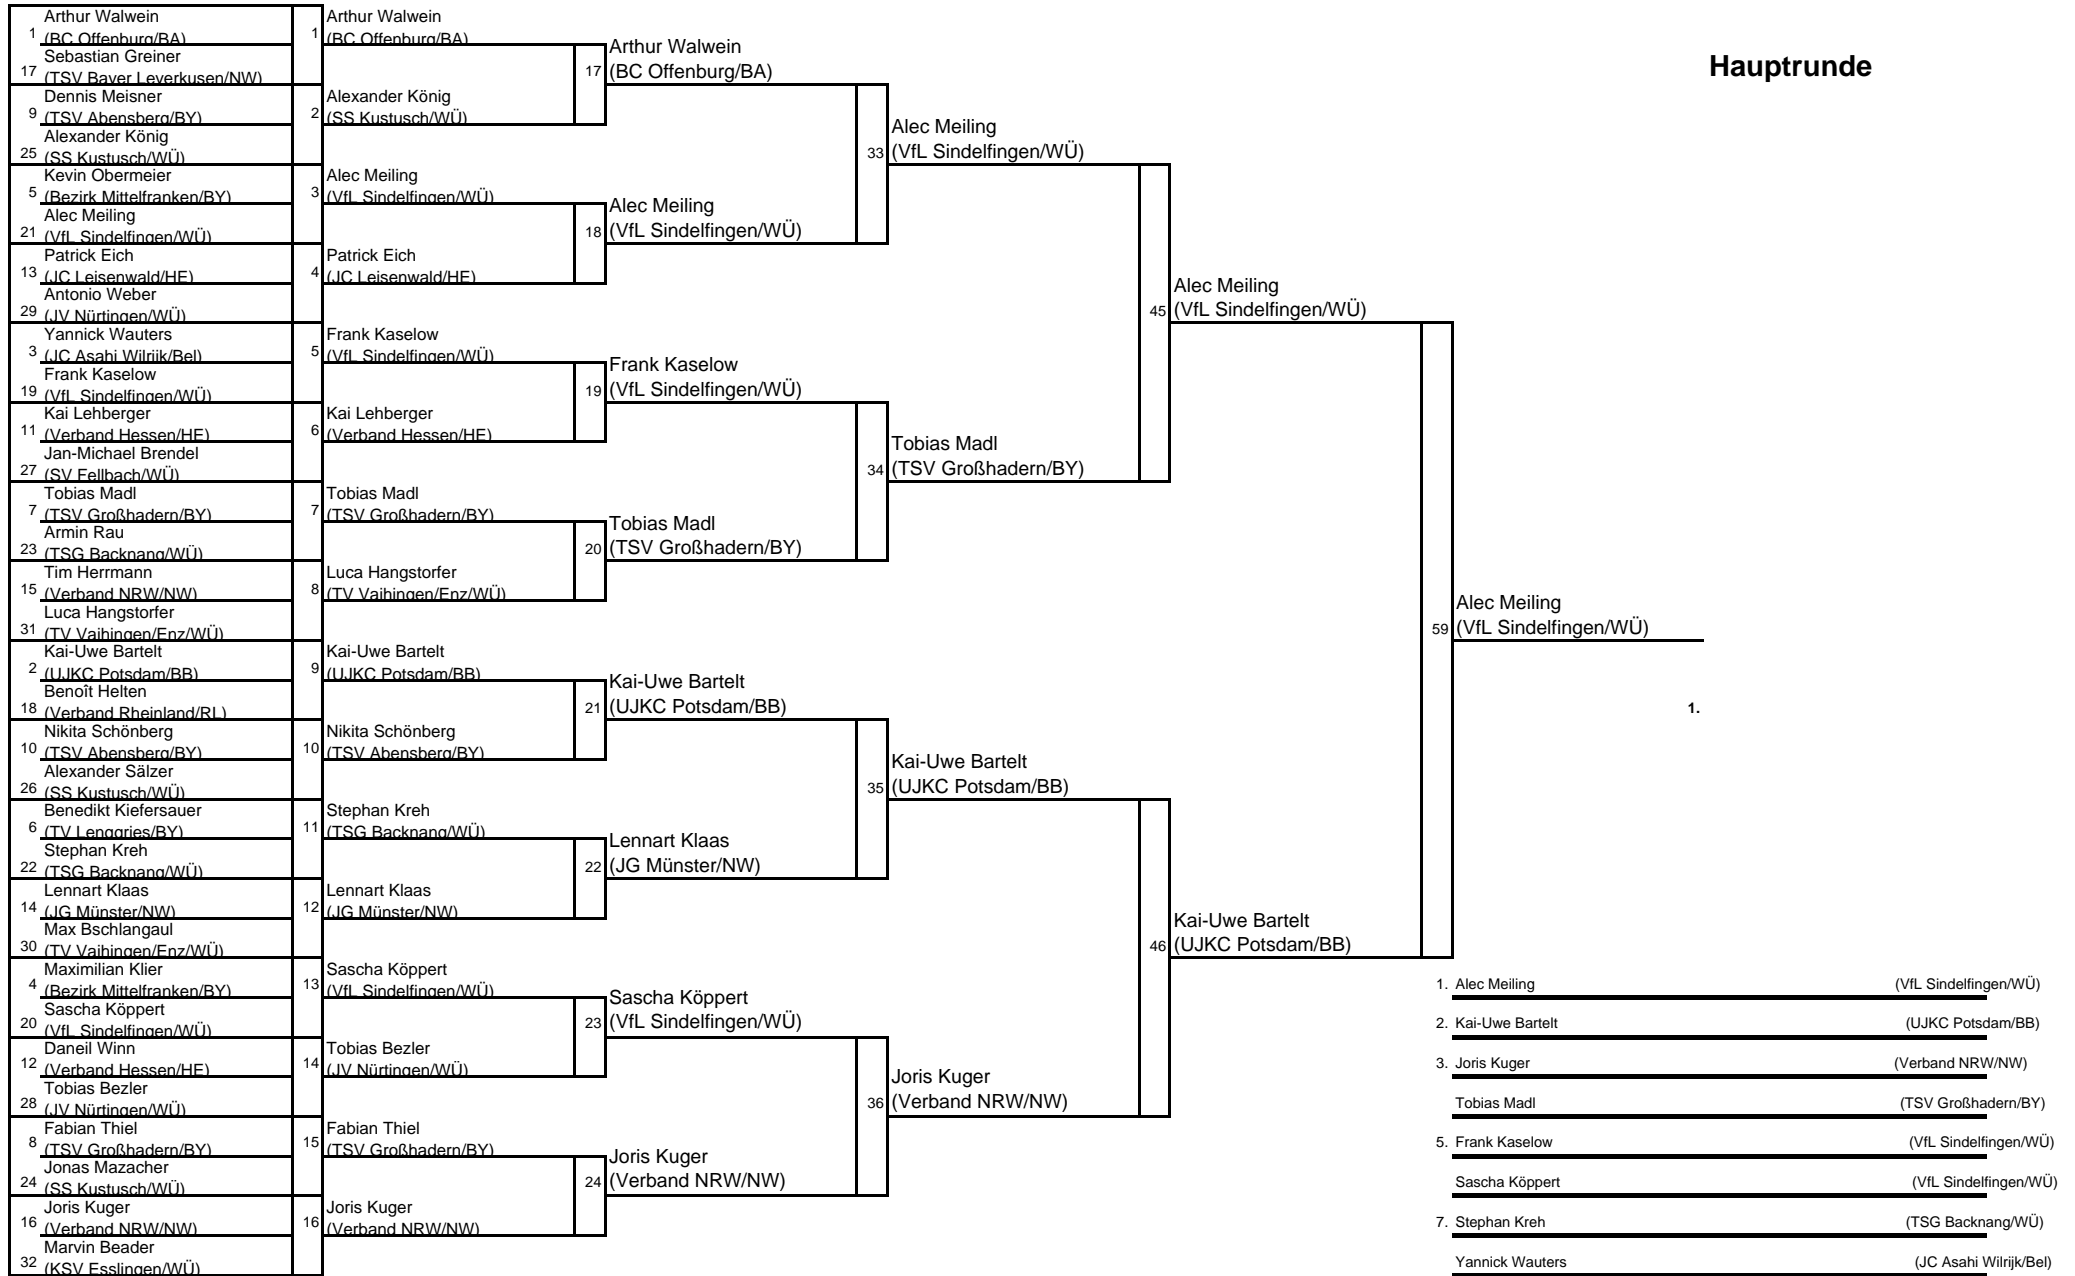 Hauptrunde
Arthur Walwein
1 (BC Offenburg/BA)
Sebastian Greiner
17 (TSV Bayer Leverkusen/NW)
Dennis Meisner
9 (TSV Abensberg/BY)
Alexander König
25 (SS Kustusch/WÜ)
Kevin Obermeier
5 (Bezirk Mittelfranken/BY)
Alec Meiling
21 (VfL Sindelfingen/WÜ)
Patrick Eich
13 (JC Leisenwald/HE)
Antonio Weber
29 (JV Nürtingen/WÜ)
Yannick Wauters
3 (JC Asahi Wilrijk/Bel)
Frank Kaselow
19 (VfL Sindelfingen/WÜ)
Kai Lehberger
11 (Verband Hessen/HE)
Jan-Michael Brendel
27 (SV Fellbach/WÜ)
Tobias Madl
7 (TSV Großhadern/BY)
Armin Rau
23 (TSG Backnang/WÜ)
Tim Herrmann
15 (Verband NRW/NW)
Luca Hangstorfer
31 (TV Vaihingen/Enz/WÜ)
Kai-Uwe Bartelt
2 (UJKC Potsdam/BB)
Benoît Helten
18 (Verband Rheinland/RL)
Nikita Schönberg
10 (TSV Abensberg/BY)
Alexander Sälzer
26 (SS Kustusch/WÜ)
Benedikt Kiefersauer
6 (TV Lenggries/BY)
Stephan Kreh
22 (TSG Backnang/WÜ)
Lennart Klaas
14 (JG Münster/NW)
Max Bschlangaul
30 (TV Vaihingen/Enz/WÜ)
Maximilian Klier
4 (Bezirk Mittelfranken/BY)
Sascha Köppert
20 (VfL Sindelfingen/WÜ)
Daneil Winn
12 (Verband Hessen/HE)
Tobias Bezler
28 (JV Nürtingen/WÜ)
Fabian Thiel
8 (TSV Großhadern/BY)
Jonas Mazacher
24 (SS Kustusch/WÜ)
Joris Kuger
16 (Verband NRW/NW)
Marvin Beader
32 (KSV Esslingen/WÜ)
Arthur Walwein
1 (BC Offenburg/BA)
Alexander König
2 (SS Kustusch/WÜ)
Alec Meiling
3 (VfL Sindelfingen/WÜ)
Patrick Eich
4 (JC Leisenwald/HE)
Frank Kaselow
5 (VfL Sindelfingen/WÜ)
Kai Lehberger
6 (Verband Hessen/HE)
Tobias Madl
7 (TSV Großhadern/BY)
Luca Hangstorfer
8 (TV Vaihingen/Enz/WÜ)
Kai-Uwe Bartelt
9 (UJKC Potsdam/BB)
Nikita Schönberg
10 (TSV Abensberg/BY)
Stephan Kreh
11 (TSG Backnang/WÜ)
Lennart Klaas
12 (JG Münster/NW)
Sascha Köppert
13 (VfL Sindelfingen/WÜ)
Tobias Bezler
14 (JV Nürtingen/WÜ)
Fabian Thiel
15 (TSV Großhadern/BY)
Joris Kuger
16 (Verband NRW/NW)
Arthur Walwein
17 (BC Offenburg/BA)
Alec Meiling
18 (VfL Sindelfingen/WÜ)
Frank Kaselow
19 (VfL Sindelfingen/WÜ)
Tobias Madl
20 (TSV Großhadern/BY)
Kai-Uwe Bartelt
21 (UJKC Potsdam/BB)
Lennart Klaas
22 (JG Münster/NW)
Sascha Köppert
23 (VfL Sindelfingen/WÜ)
Joris Kuger
24 (Verband NRW/NW)
Alec Meiling
33 (VfL Sindelfingen/WÜ)
Tobias Madl
34 (TSV Großhadern/BY)
Kai-Uwe Bartelt
35 (UJKC Potsdam/BB)
Joris Kuger
36 (Verband NRW/NW)
Alec Meiling
45 (VfL Sindelfingen/WÜ)
Kai-Uwe Bartelt
46 (UJKC Potsdam/BB)
Alec Meiling
59 (VfL Sindelfingen/WÜ)
1.
1. Alec Meiling (VfL Sindelfingen/WÜ)
2. Kai-Uwe Bartelt (UJKC Potsdam/BB)
3. Joris Kuger (Verband NRW/NW)
Tobias Madl (TSV Großhadern/BY)
5. Frank Kaselow (VfL Sindelfingen/WÜ)
Sascha Köppert (VfL Sindelfingen/WÜ)
7. Stephan Kreh (TSG Backnang/WÜ)
Yannick Wauters (JC Asahi Wilrijk/Bel)